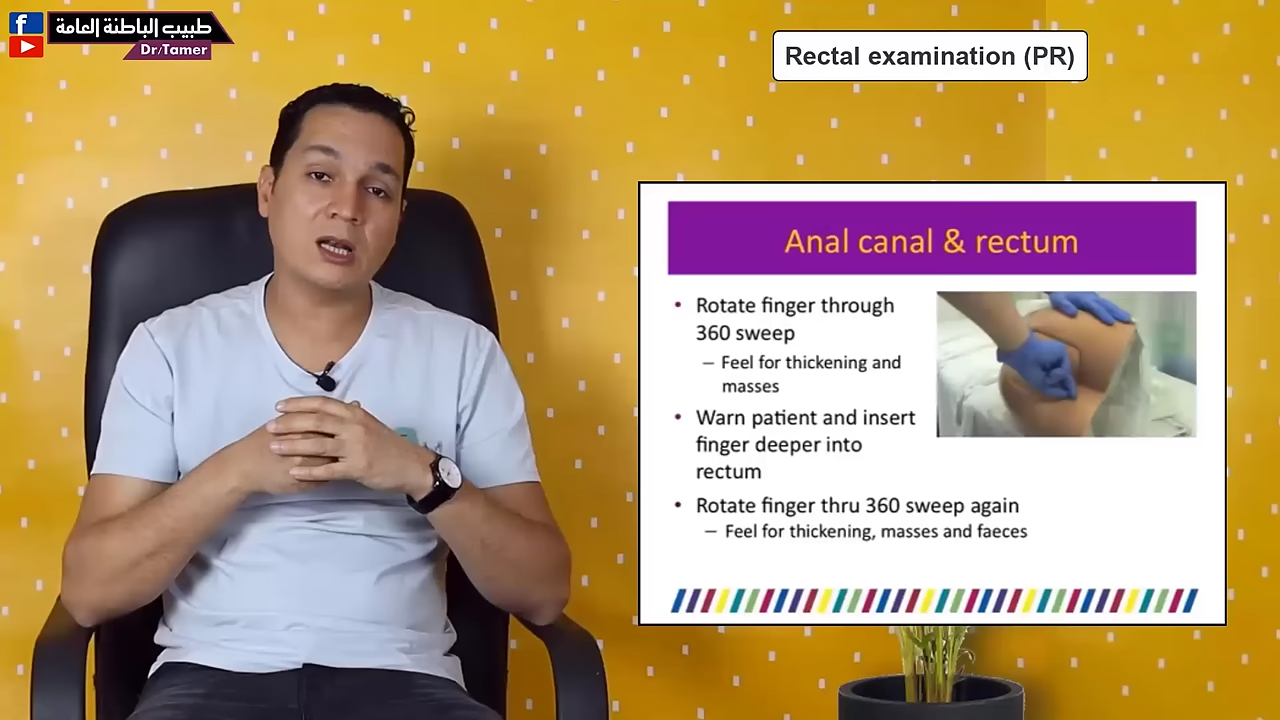 طبيب الباطنة العامة
Dr/Tamer
Rectal examination (PR)
Anal canal & rectum
• Rotate finger through
360 sweep
– Feel for thickening and
masses
• Warn patient and insert
finger deeper into
rectum
• Rotate finger thru 360 sweep again
– Feel for thickening, masses and faeces